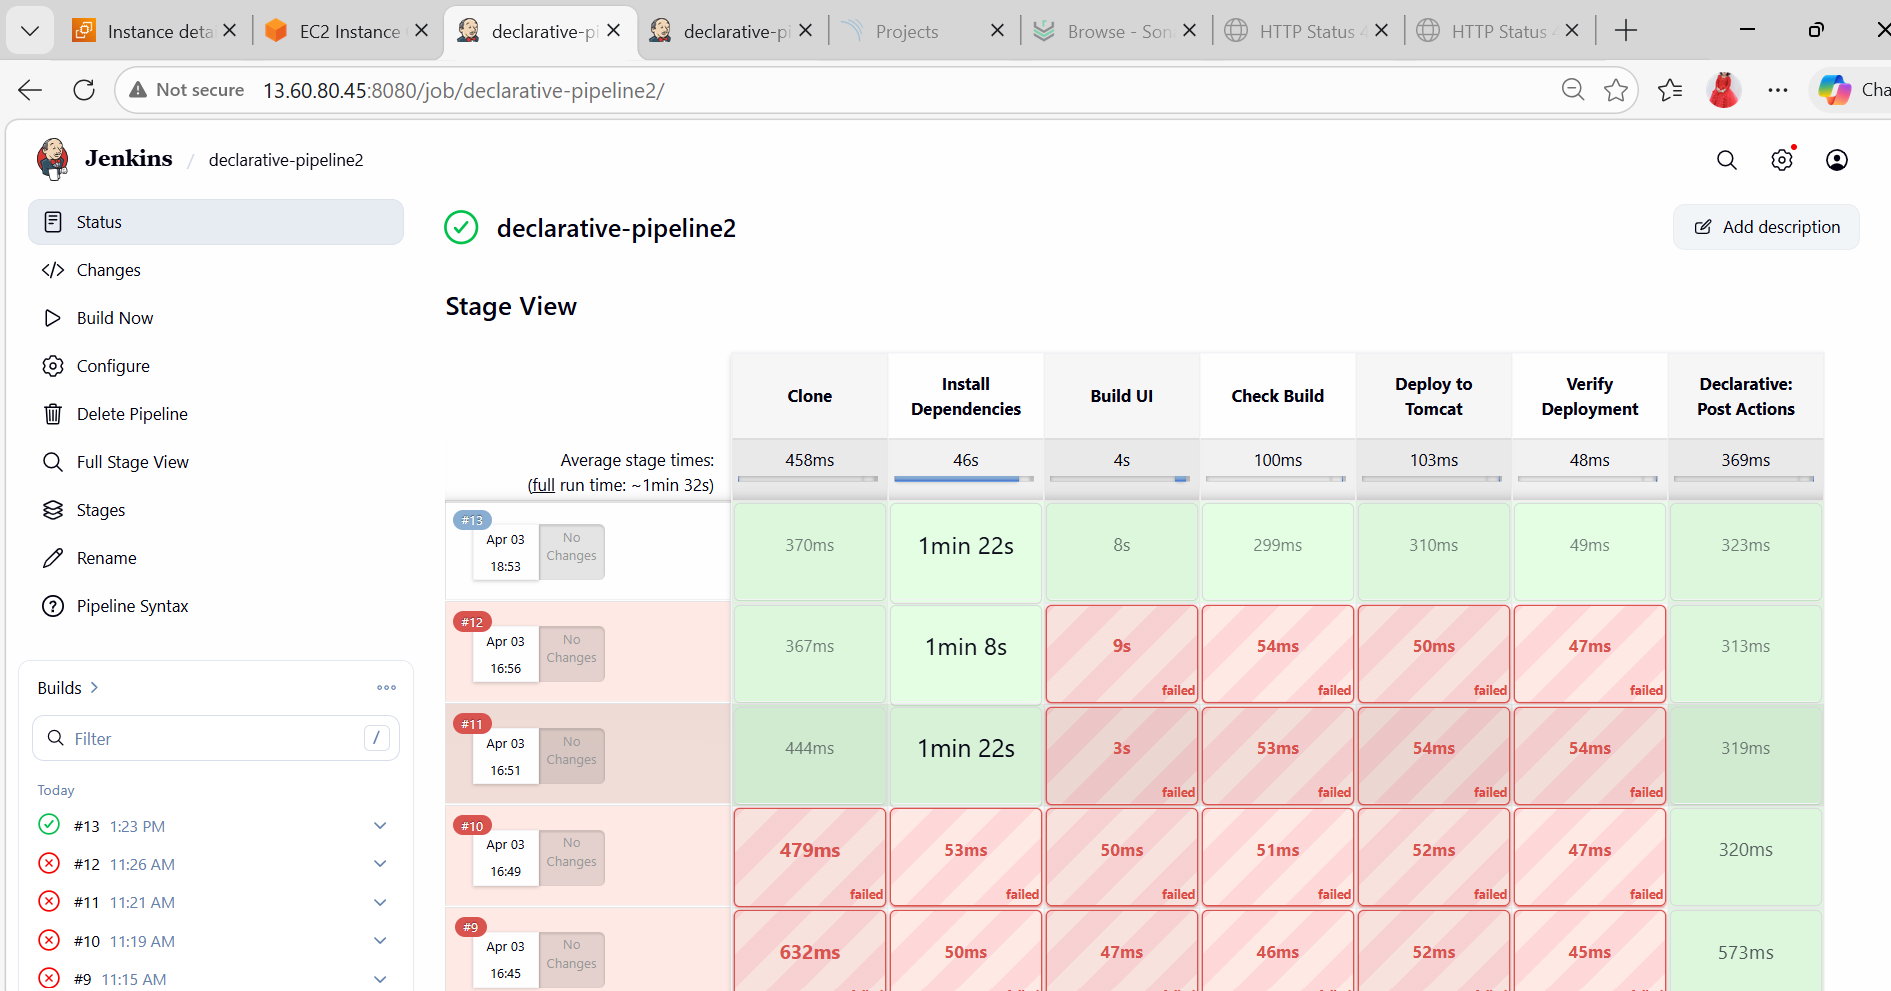 Instance deta
EC2 Instance
declarative-pi
declarative-pi
Projects
Browse - Son
HTTP Status 4
HTTP Status 4
Not secure
13.60.80.45:8080/job/declarative-pipeline2/
Cha
Jenkins / declarative-pipeline2
Status
Changes
Build Now
Configure
Delete Pipeline
Full Stage View
Stages
Rename
Pipeline Syntax
Builds
Filter /
Today
#13 1:23 PM
#12 11:26 AM
#11 11:21 AM
#10 11:19 AM
#9 11:15 AM
declarative-pipeline2
Add description
Stage View
Clone
Install
Dependencies
Build UI
Check Build
Deploy to
Tomcat
Verify
Deployment
Declarative:
Post Actions
Average stage times:
(full run time: ~1min 32s)
458ms 46s 4s 100ms 103ms 48ms 369ms
#13
Apr 03
18:53
No
Changes
370ms 1min 22s 8s 299ms 310ms 49ms 323ms
#12
Apr 03
16:56
No
Changes
367ms 1min 8s 9s 54ms 50ms 47ms 313ms
failed failed failed failed
#11
Apr 03
16:51
No
Changes
444ms 1min 22s 3s 53ms 54ms 54ms 319ms
failed failed failed failed
#10
Apr 03
16:49
No
Changes
479ms 53ms 50ms 51ms 52ms 47ms 320ms
failed failed failed failed failed failed
#9
Apr 03
16:45
No
Changes
632ms 50ms 47ms 46ms 52ms 45ms 573ms